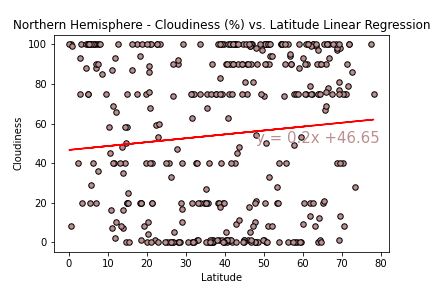 Northern Hemisphere - Cloudiness (%) vs. Latitude Linear Regression
100
80
60
40
20
0
Cloudiness
y = 0.2x +46.65
0 10 20 30 40 50 60 70 80
Latitude